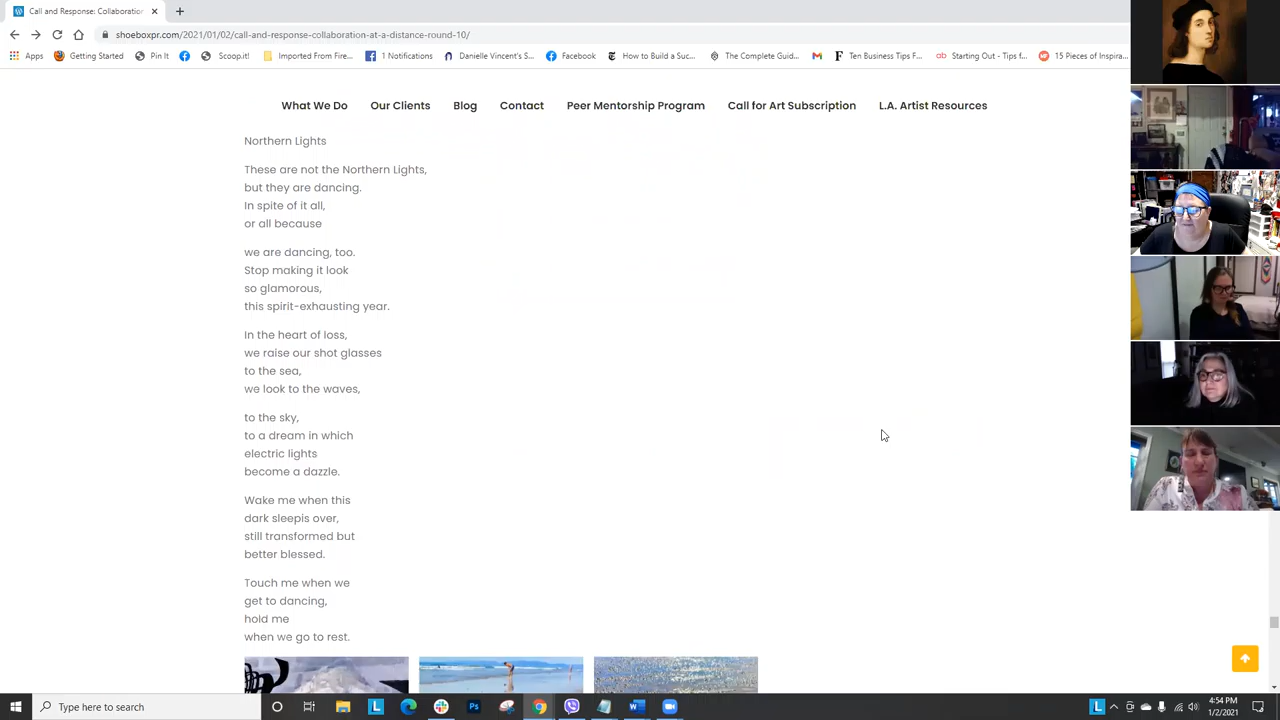 Call and Response: Collaboration
shoeboxpr.com/2021/01/02/call-and-response-collaboration-at-a-distance-round-10/
Apps Getting Started Pin It Scoop.it! Imported From Firef... 1 Notifications Danielle Vincent's S... Facebook How to Build a Suc... The Complete Guid... Ten Business Tips F... ab Starting Out - Tips f... 15 Pieces of Inspira...
What We Do Our Clients Blog Contact Peer Mentorship Program Call for Art Subscription L.A. Artist Resources
Northern Lights
These are not the Northern Lights,
but they are dancing.
In spite of it all,
or all because
we are dancing, too.
Stop making it look
so glamorous,
this spirit-exhausting year.
In the heart of loss,
we raise our shot glasses
to the sea,
we look to the waves,
to the sky,
to a dream in which
electric lights
become a dazzle.
Wake me when this
dark sleepis over,
still transformed but
better blessed.
Touch me when we
get to dancing,
hold me
when we go to rest.
Type here to search
4:54 PM
1/2/2021